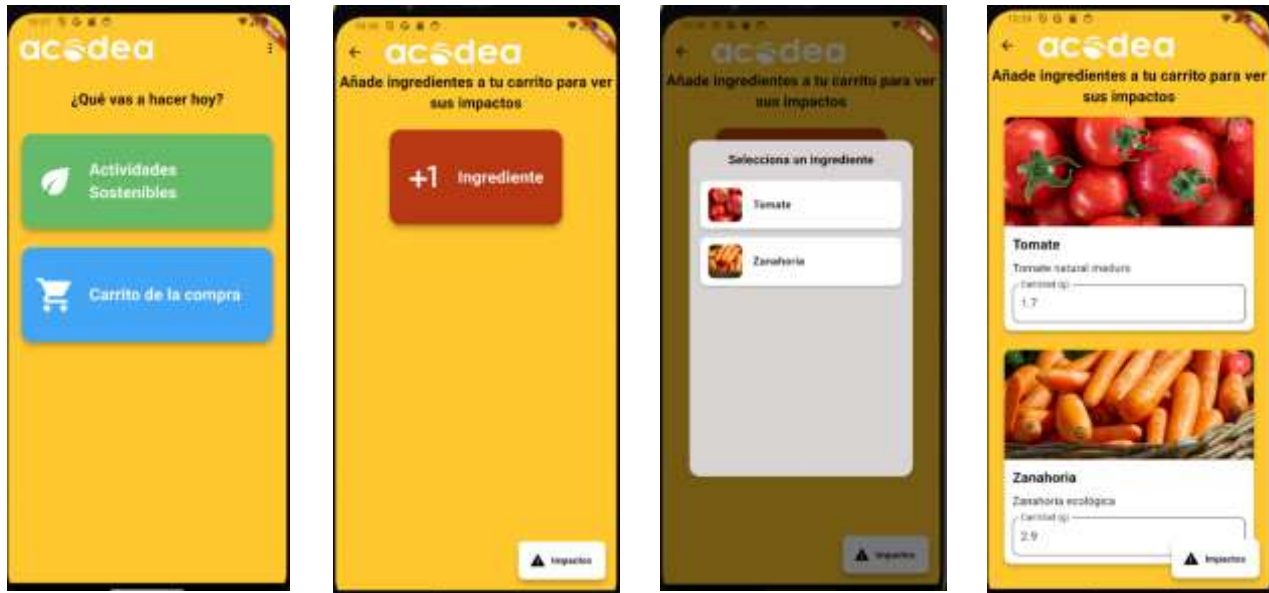 acodea
¿Qué vas a hacer hoy?
Actividades
Sostenibles
Carrito de la compra
acodea
Añade ingredientes a tu carrito para ver
sus impactos
+1 Ingrediente
Impactos
acodea
Añade ingredientes a tu carrito para ver
sus impactos
Selecciona un ingrediente
Tomate
Zanahoria
Impactos
acodea
Añade ingredientes a tu carrito para ver
sus impactos
Tomate
Tomate natural maduro
1.7
Zanahoria
Zanahoria ecológica
2.9
Impactos